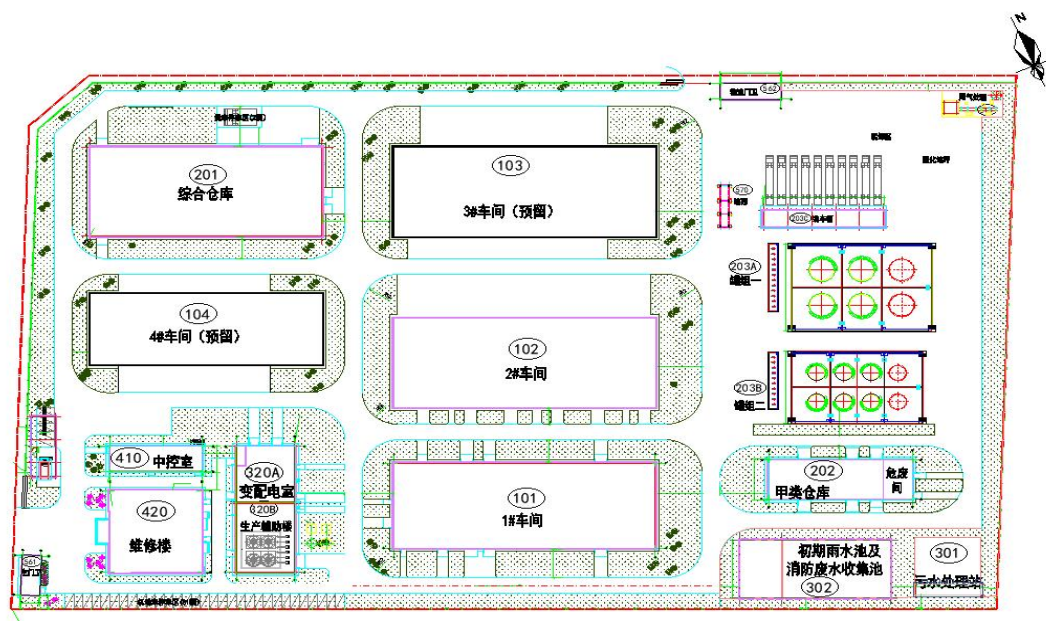 N
562
201
综合仓库
103
3#车间（预留）
570
203C
203A
罐组一
104
4#车间（预留）
102
2#车间
203B
罐组二
410
中控室
320A
变配电室
320B
生产辅助楼
420
维修楼
101
1#车间
202
甲类仓库
危废
间
561
初期雨水池及
消防废水收集池
302
301
污水处理站